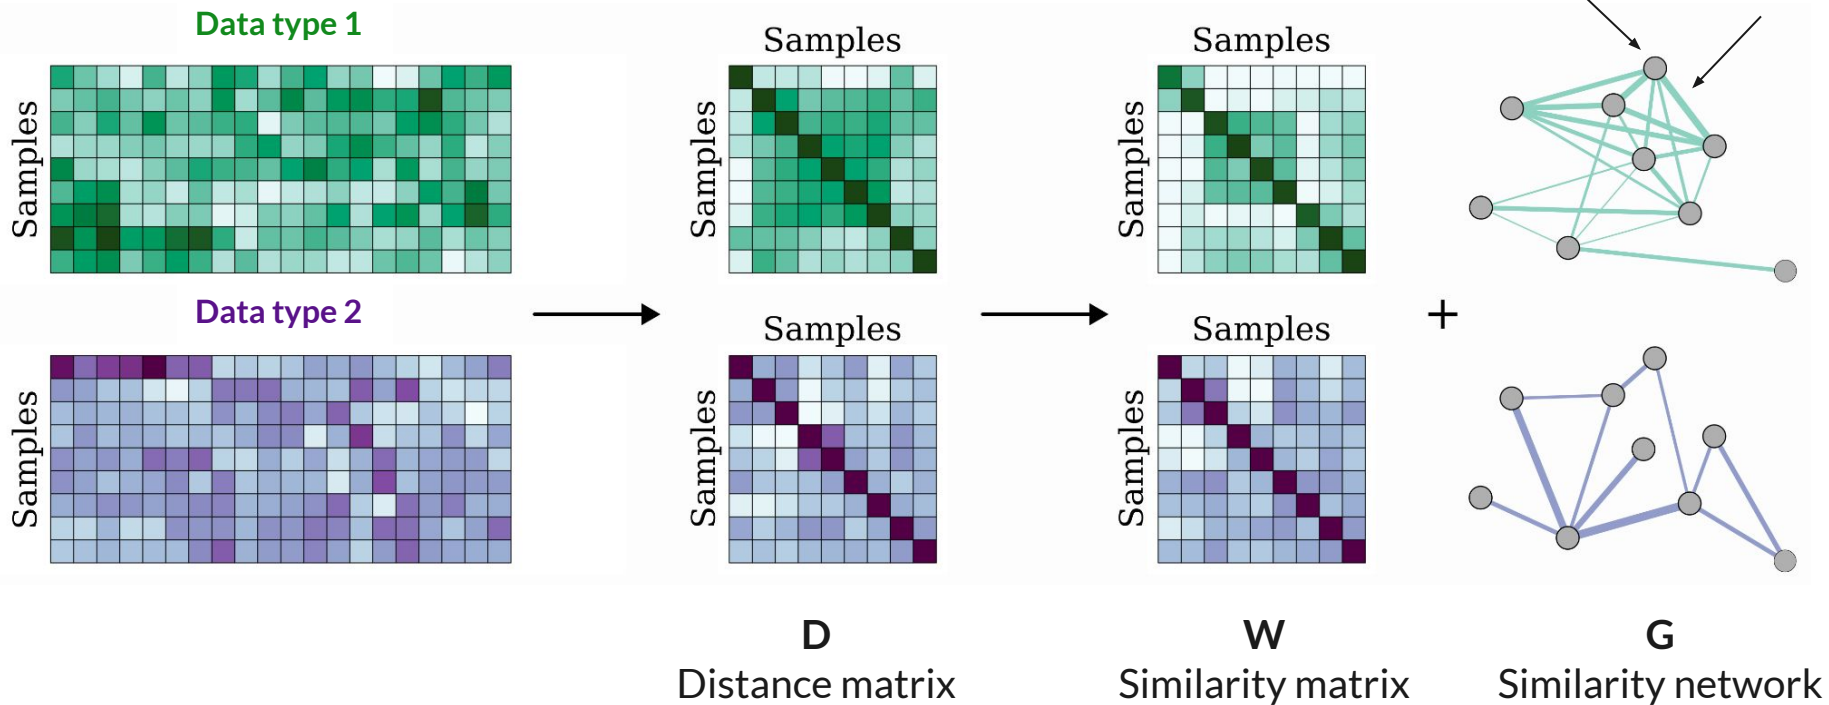 Data type 1
Samples
Samples
Samples
Samples
Samples
Data type 2
Samples
+
Samples
Samples
Samples
Samples
Samples
D
W
G
Distance matrix
Similarity matrix
Similarity network